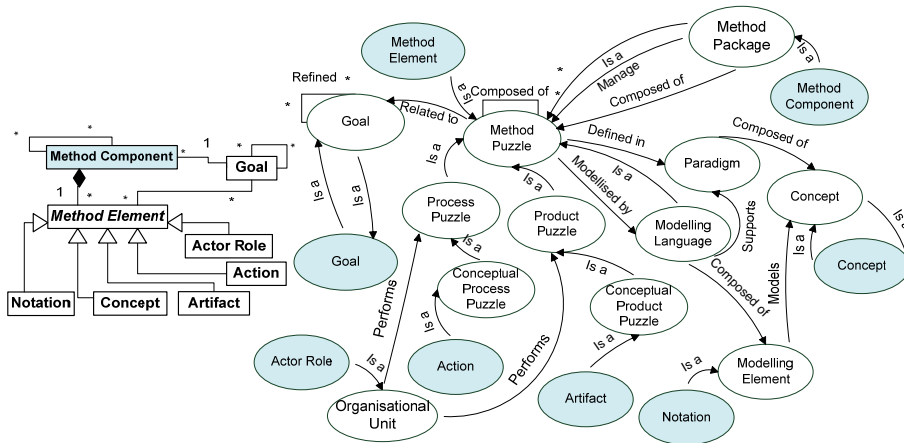 Method
Element
Method
Package
Is a
Manage
Is a
Composed of
Method
Component
Refined
*
*
Goal
Related to
Is a
Composed of
*
*
Method
Puzzle
Defined in
Composed of
Paradigm
*
*
Method Component
*
1
*
*
Goal
1
*
*
Method Element
Actor Role
Action
Artifact
Concept
Notation
Is a
Is a
Goal
Is a
Process
Puzzle
Is a
Product
Puzzle
Modellised by
Is a
Modelling
Language
Supports
Concept
Is a
Is a
Concept
Performs
Is a
Conceptual
Process
Puzzle
Is a
Is a
Conceptual
Product
Puzzle
Composed of
Models
Actor Role
Is a
Action
Performs
Is a
Artifact
Is a
Notation
Modelling
Element
Organisational
Unit